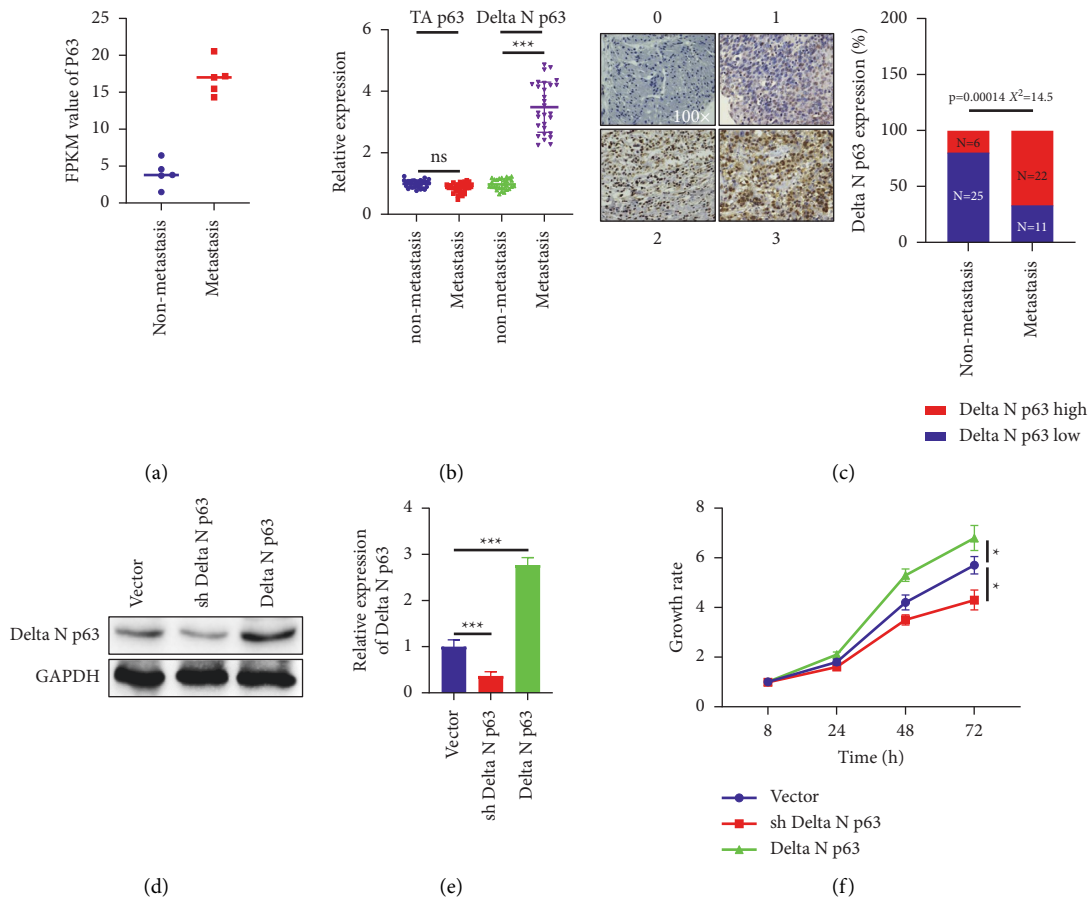 FPKM value of P63
25
20
15
10
5
0
Non-metastasis
Metastasis
(a)
TA p63
Delta N p63
Relative expression
6
4
2
0
ns
***
non-metastasis
Metastasis
non-metastasis
Metastasis
(b)
0
1
100×
2
3
Delta N p63 expression (%)
200
150
100
50
0
p=0.00014 X²=14.5
N=6
N=25
N=22
N=11
Non-metastasis
Metastasis
Delta N p63 high
Delta N p63 low
(c)
Vector
sh Delta N p63
Delta N p63
Delta N p63
GAPDH
(d)
Relative expression
of Delta N p63
4
3
2
1
0
***
***
Vector
sh Delta N p63
Delta N p63
(e)
Growth rate
8
6
4
2
0
*
*
8
24
48
72
Time (h)
Vector
sh Delta N p63
Delta N p63
(f)